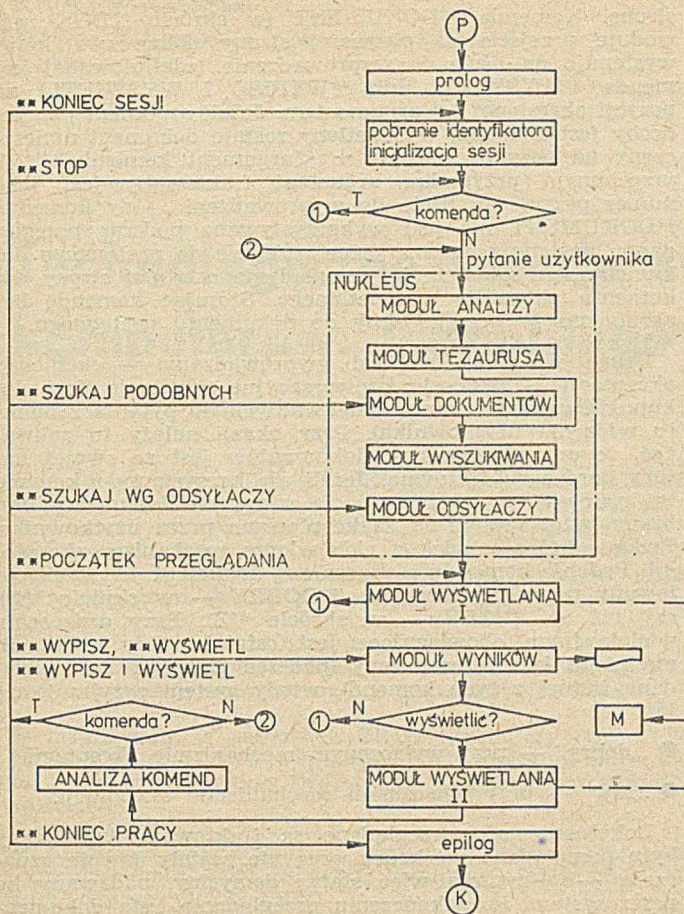 P
prolog
** KONIEC SESJI
pobranie identyfikatora
inicjalizacja sesji
** STOP
1
T
komenda?
N
2
pytanie użytkownika
NUKLEUS
MODUŁ ANALIZY
MODUŁ TEZAURUSA
** SZUKAJ PODOBNYCH
MODUŁ DOKUMENTÓW
MODUŁ WYSZUKIWANIA
** SZUKAJ WG ODSYŁACZY
MODUŁ ODSYŁACZY
** POCZĄTEK PRZEGLĄDANIA
1
MODUŁ WYŚWIETLANIA
I
** WYPISZ, ** WYŚWIETL
** WYPISZ I WYŚWIETL
MODUŁ WYNIKÓW
T
komenda?
N
2
1
N
wyświetlić?
M
ANALIZA KOMEND
MODUŁ WYŚWIETLANIA
II
** KONIEC PRACY
epilog
K